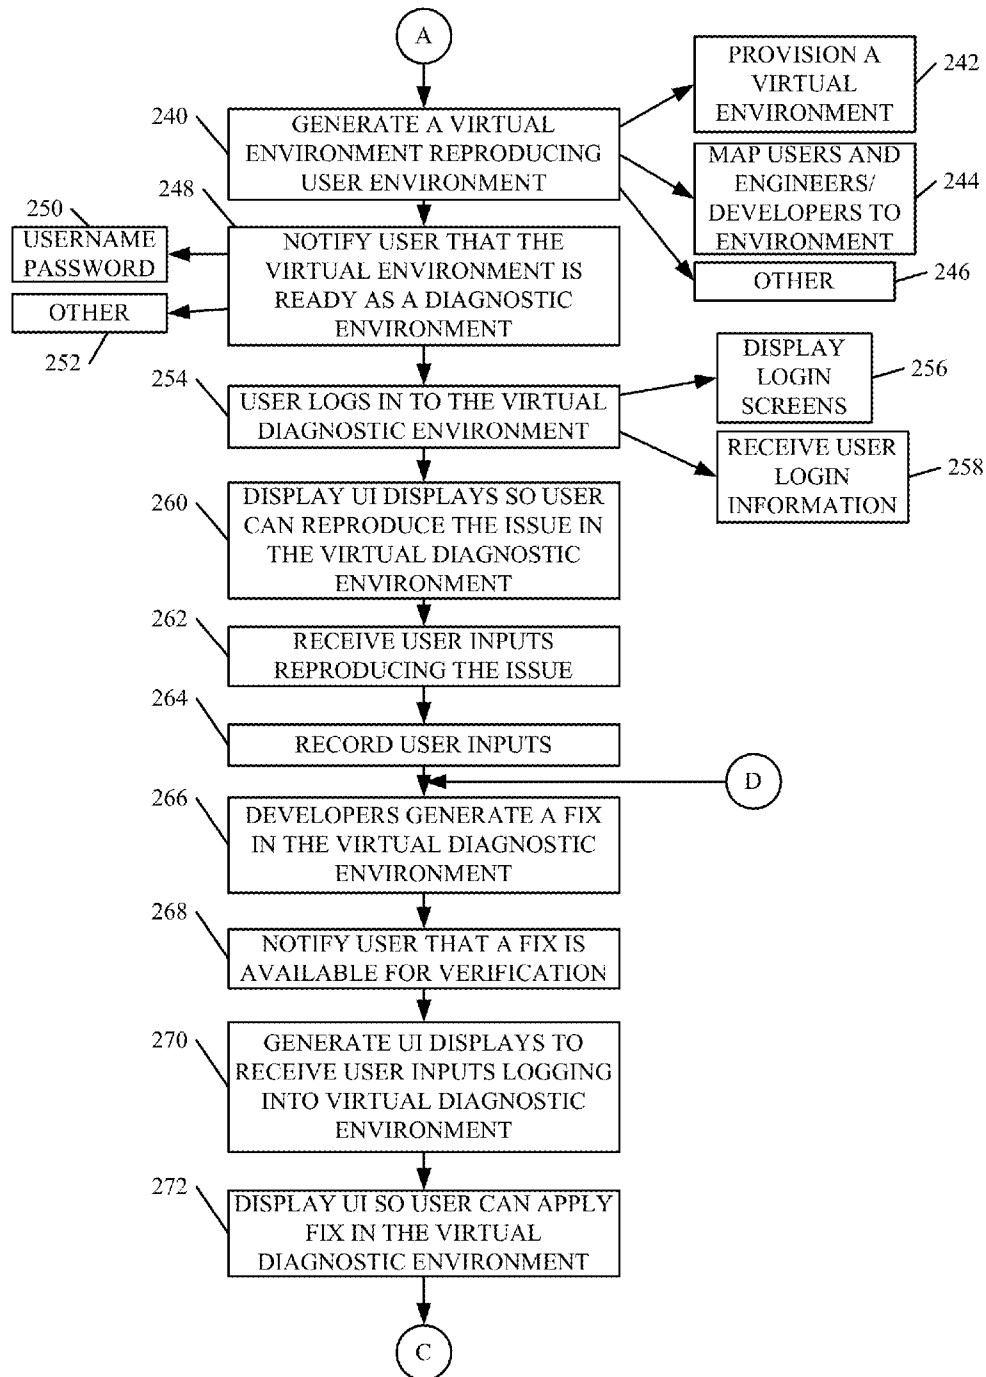 A
240
GENERATE A VIRTUAL
ENVIRONMENT REPRODUCING
USER ENVIRONMENT
PROVISION A
VIRTUAL
ENVIRONMENT
242
MAP USERS AND
ENGINEERS/
DEVELOPERS TO
ENVIRONMENT
244
OTHER
246
248
NOTIFY USER THAT THE
VIRTUAL ENVIRONMENT IS
READY AS A DIAGNOSTIC
ENVIRONMENT
250
USERNAME
PASSWORD
OTHER
252
254
USER LOGS IN TO THE VIRTUAL
DIAGNOSTIC ENVIRONMENT
DISPLAY
LOGIN
SCREENS
256
RECEIVE USER
LOGIN
INFORMATION
258
260
DISPLAY UI DISPLAYS SO USER
CAN REPRODUCE THE ISSUE IN
THE VIRTUAL DIAGNOSTIC
ENVIRONMENT
262
RECEIVE USER INPUTS
REPRODUCING THE ISSUE
264
RECORD USER INPUTS
D
266
DEVELOPERS GENERATE A FIX
IN THE VIRTUAL DIAGNOSTIC
ENVIRONMENT
268
NOTIFY USER THAT A FIX IS
AVAILABLE FOR VERIFICATION
270
GENERATE UI DISPLAYS TO
RECEIVE USER INPUTS LOGGING
INTO VIRTUAL DIAGNOSTIC
ENVIRONMENT
272
DISPLAY UI SO USER CAN APPLY
FIX IN THE VIRTUAL
DIAGNOSTIC ENVIRONMENT
C